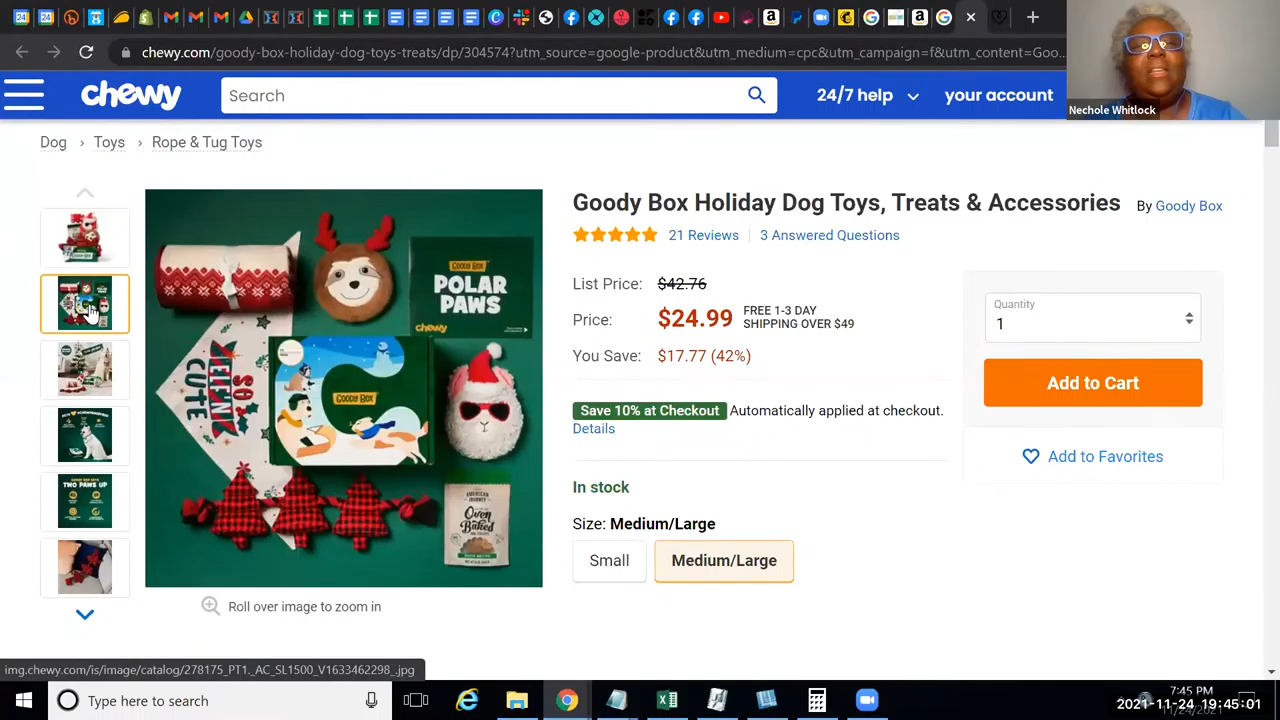 chewy.com/goody-box-holiday-dog-toys-treats/dp/304574?utm_source=google-product&utm_medium=cpc&utm_campaign=f&utm_content=Goo...
Nechole Whitlock
chewy
Search
24/7 help
your account
Dog › Toys › Rope & Tug Toys
Goody Box Holiday Dog Toys, Treats & Accessories By Goody Box
21 Reviews
3 Answered Questions
List Price: $42.76
Price: $24.99 FREE 1-3 DAY
SHIPPING OVER $49
You Save: $17.77 (42%)
Save 10% at Checkout Automatically applied at checkout.
Details
In stock
Size: Medium/Large
Small
Medium/Large
Quantity
1
Add to Cart
Add to Favorites
GOODY BOX
POLAR
PAWS
chewy
GOODY BOX
SO
CUTE
AMERICAN
JOURNEY
Oven
Baked
TWO PAWS UP
Roll over image to zoom in
img.chewy.com/is/image/catalog/278175_PT1._AC_SL1500_V1633462298_.jpg
Type here to search
7:45 PM
2021-11-24 19:45:01